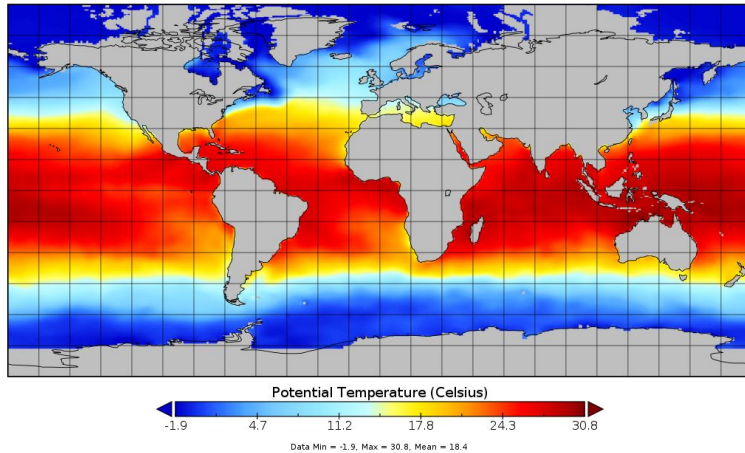 Potential Temperature (Celsius)
-1.9 4.7 11.2 17.8 24.3 30.8
Data Min = -1.9, Max = 30.8, Mean = 18.4